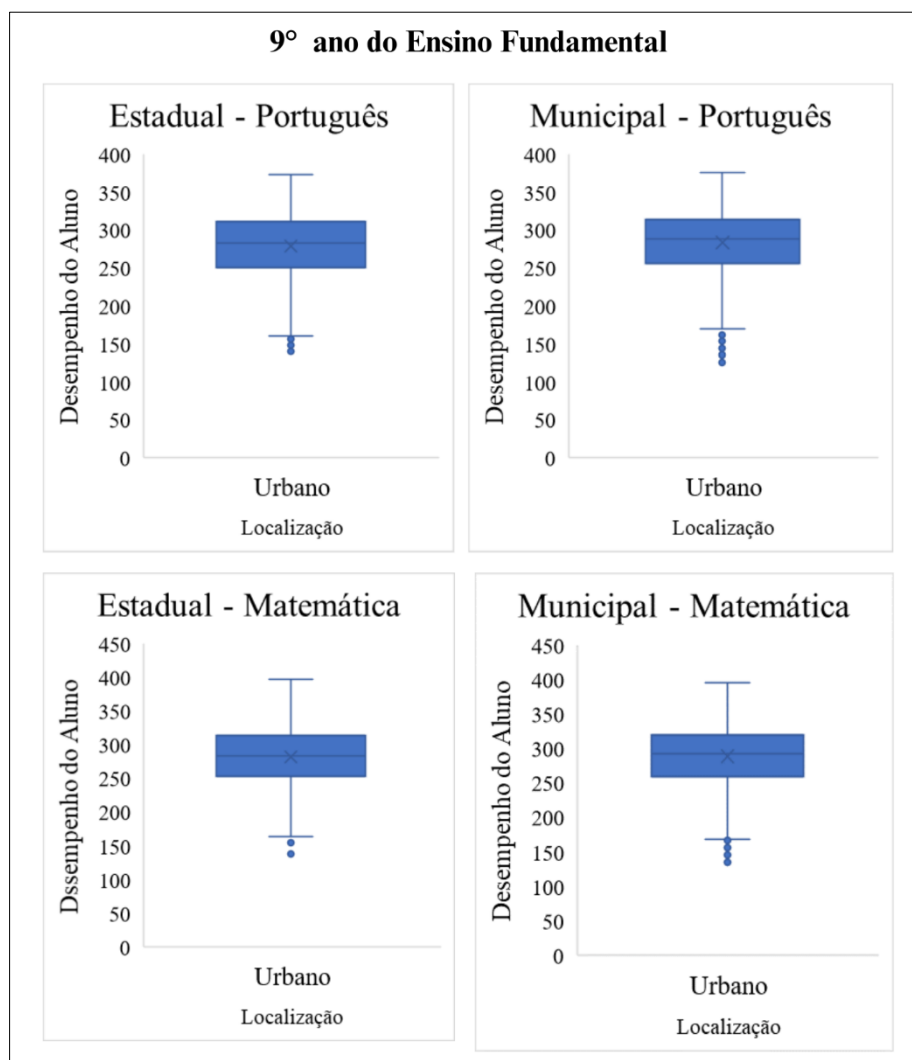 9° ano do Ensino Fundamental
Estadual - Português
400
350
300
250
200
150
100
50
0
Desempenho do Aluno
Urbano
Localização
Municipal - Português
400
350
300
250
200
150
100
50
0
Desempenho do Aluno
Urbano
Localização
Estadual - Matemática
450
400
350
300
250
200
150
100
50
0
Dssempenho do Aluno
Urbano
Localização
Municipal - Matemática
450
400
350
300
250
200
150
100
50
0
Desempenho do Aluno
Urbano
Localização